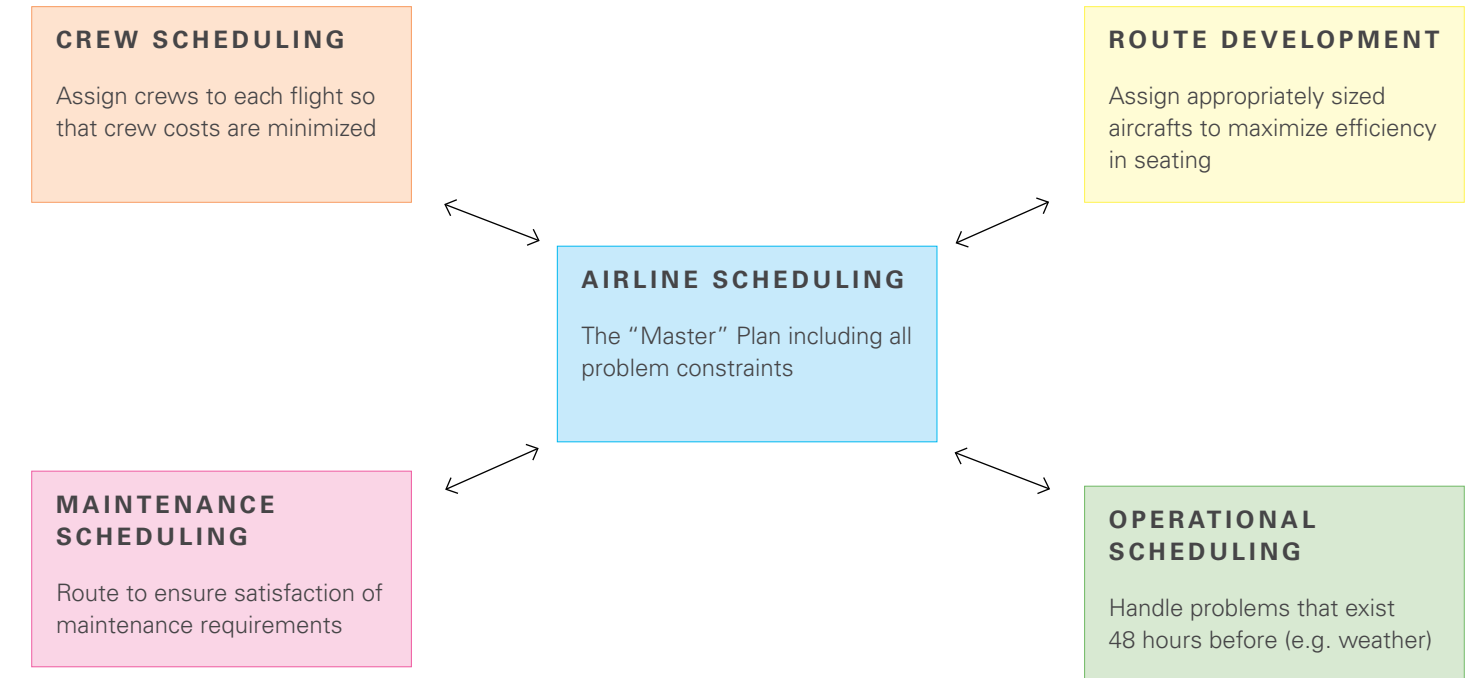 CREW SCHEDULING
Assign crews to each flight so
that crew costs are minimized
ROUTE DEVELOPMENT
Assign appropriately sized
aircrafts to maximize efficiency
in seating
AIRLINE SCHEDULING
The “Master” Plan including all
problem constraints
MAINTENANCE
SCHEDULING
Route to ensure satisfaction of
maintenance requirements
OPERATIONAL
SCHEDULING
Handle problems that exist
48 hours before (e.g. weather)